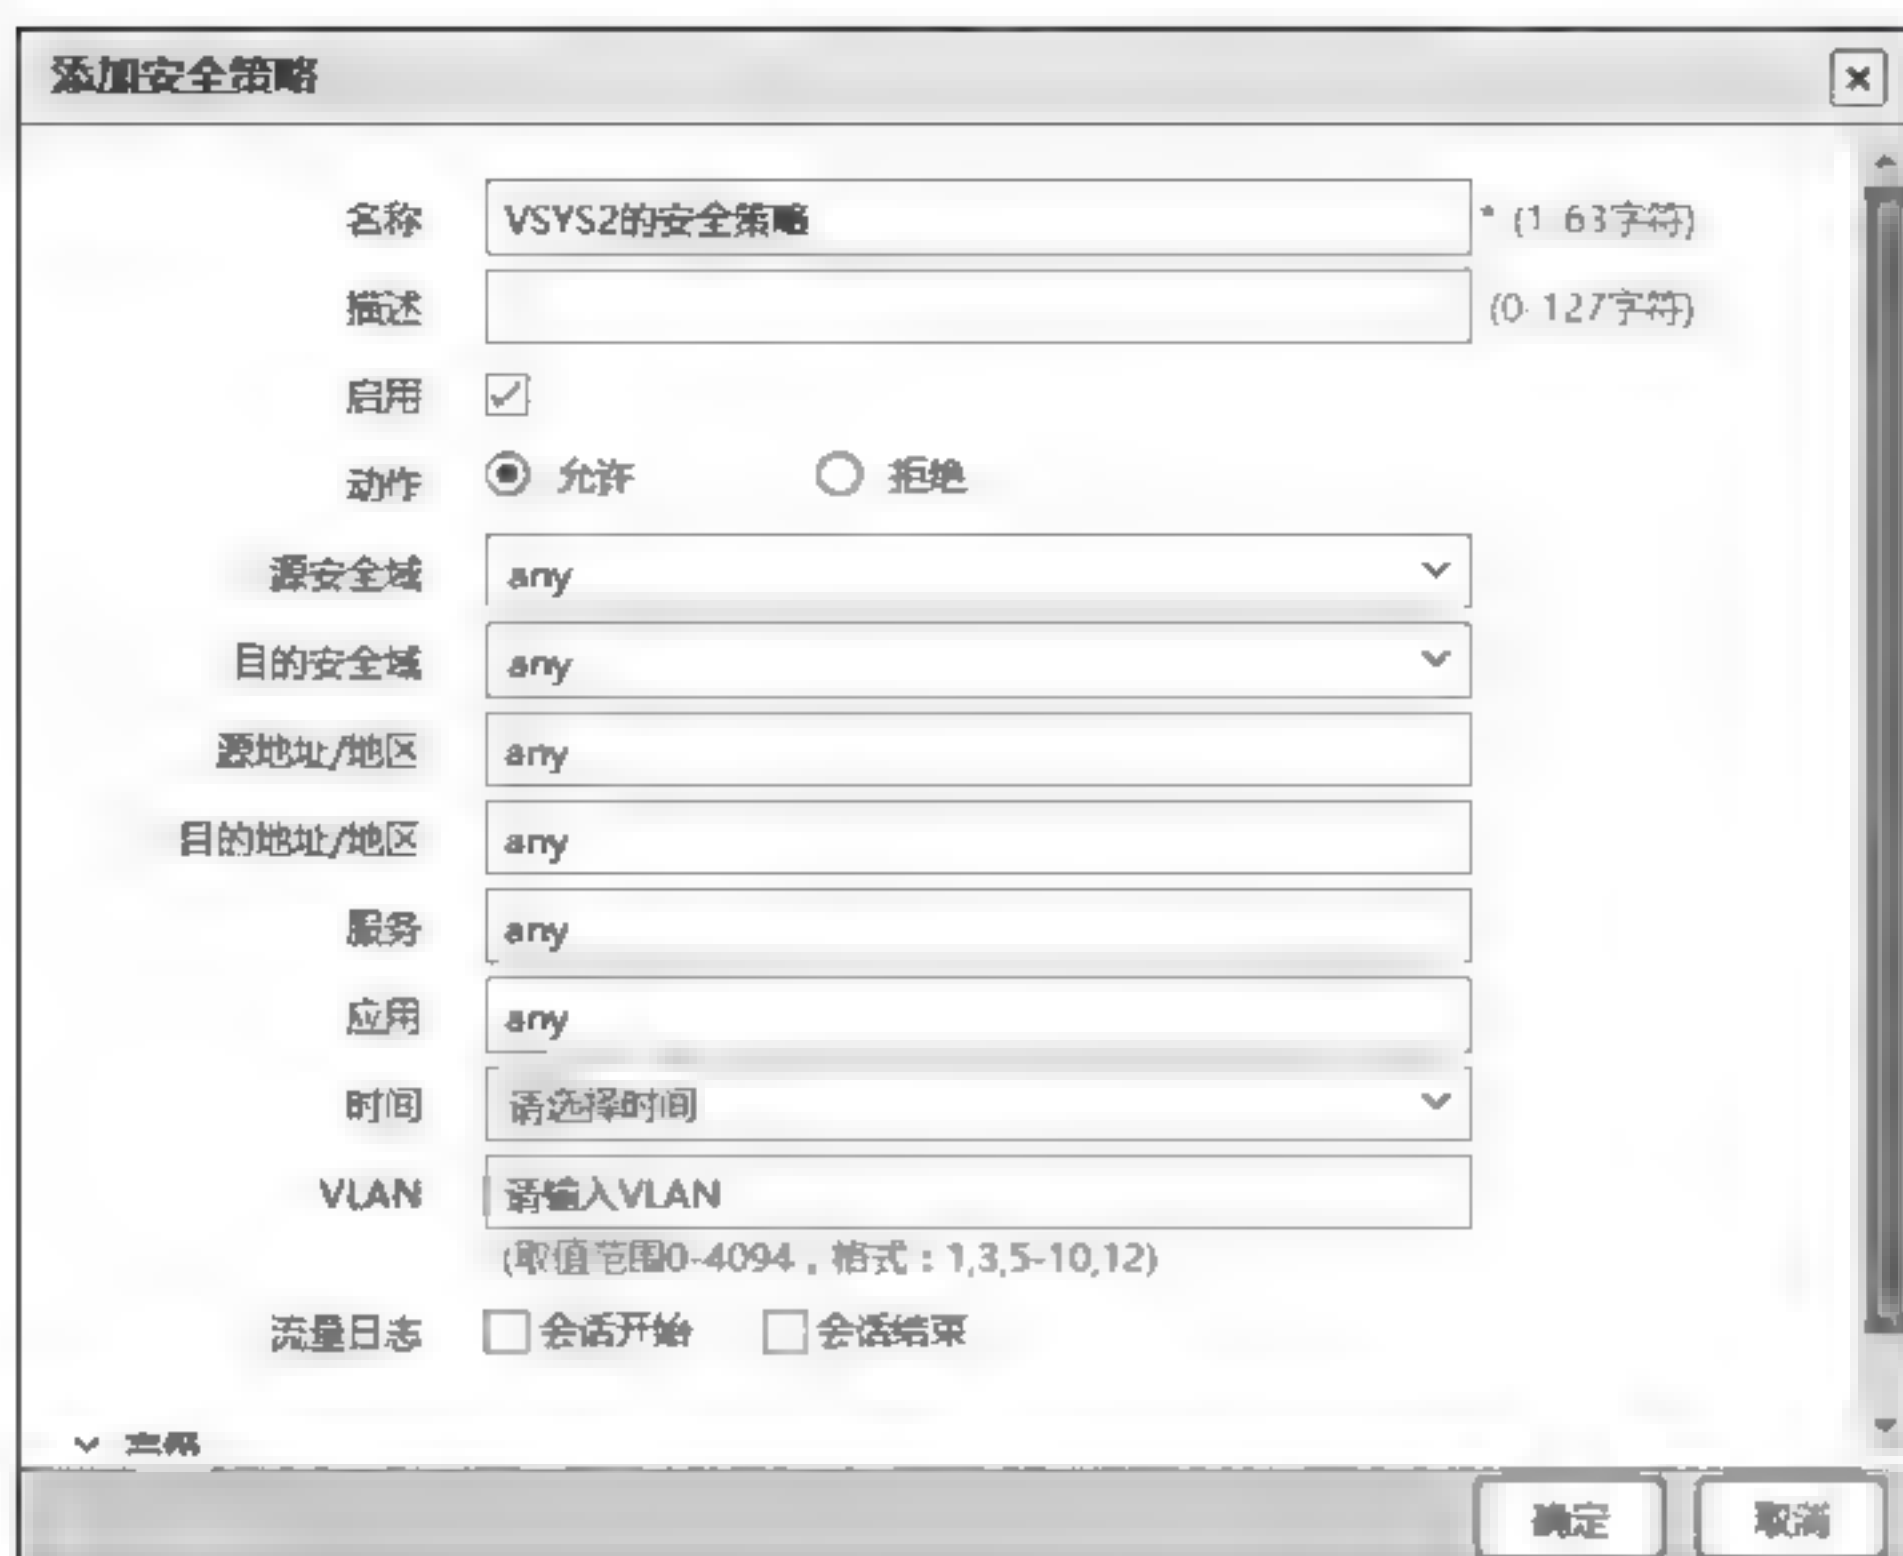 添加安全策略
名称 VSYS2的安全策略 * (1-63字符)
描述 (0-127字符)
启用
动作 允许 拒绝
源安全域 any
目的安全域 any
源地址/地区 any
目的地址/地区 any
服务 any
应用 any
时间 请选择时间
VLAN 请输入VLAN
(取值范围0-4094，格式：1,3,5-10,12)
流量日志 会话开始 会话结束
高级
确定 取消